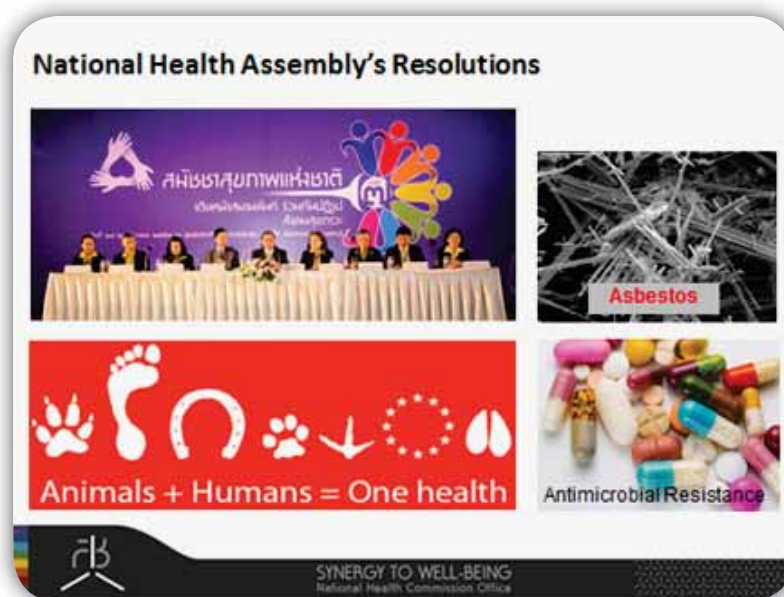 National Health Assembly's Resolutions
สมัชชาสุขภาพแห่งชาติ
Asbestos
Animals + Humans = One health
Antimicrobial Resistance
SYNERGY TO WELL-BEING
National Health Commission Office